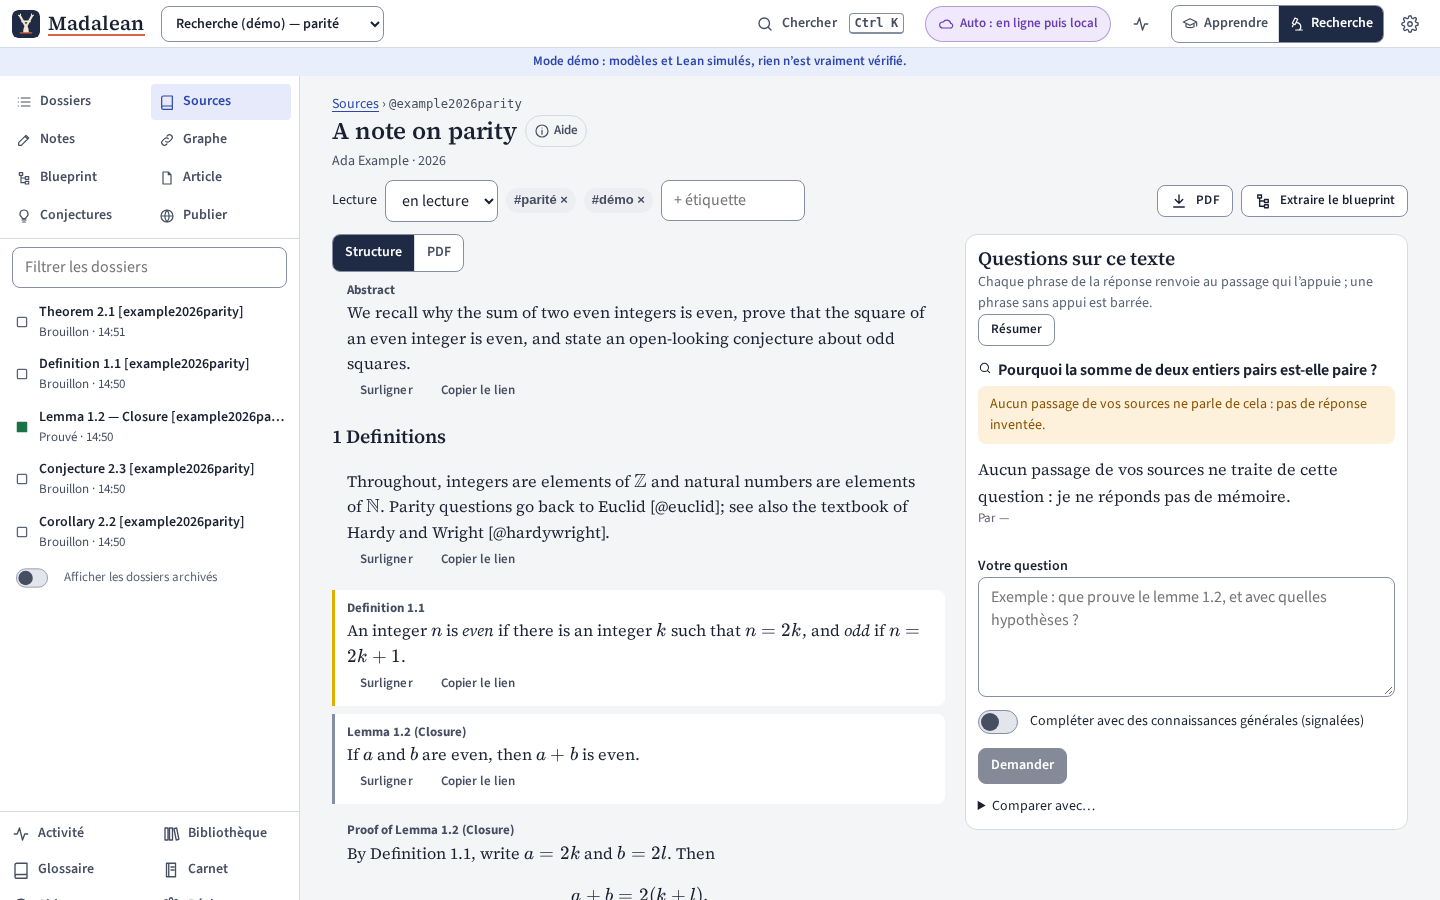 Madalean
Recherche (démo) — parité
Chercher
Ctrl K
Auto : en ligne puis local
Apprendre
Recherche
Mode démo : modèles et Lean simulés, rien n’est vraiment vérifié.
Dossiers
Sources
Notes
Graphe
Blueprint
Article
Conjectures
Publier
Filtrer les dossiers
Theorem 2.1 [example2026parity]
Brouillon · 14:51
Definition 1.1 [example2026parity]
Brouillon · 14:50
Lemma 1.2 — Closure [example2026pa…
Prouvé · 14:50
Conjecture 2.3 [example2026parity]
Brouillon · 14:50
Corollary 2.2 [example2026parity]
Brouillon · 14:50
Afficher les dossiers archivés
Activité
Bibliothèque
Glossaire
Carnet
Sources › @example2026parity
A note on parity
Aide
Ada Example · 2026
Lecture
en lecture
#parité ×
#démo ×
+ étiquette
PDF
Extraire le blueprint
Structure
PDF
Abstract
We recall why the sum of two even integers is even, prove that the square of
an even integer is even, and state an open-looking conjecture about odd
squares.
Surligner Copier le lien
1 Definitions
Throughout, integers are elements of ℤ and natural numbers are elements
of ℕ. Parity questions go back to Euclid [@euclid]; see also the textbook of
Hardy and Wright [@hardywright].
Surligner Copier le lien
Definition 1.1
An integer n is even if there is an integer k such that n = 2k, and odd if n =
2k + 1.
Surligner Copier le lien
Lemma 1.2 (Closure)
If a and b are even, then a + b is even.
Surligner Copier le lien
Proof of Lemma 1.2 (Closure)
By Definition 1.1, write a = 2k and b = 2l. Then
a + b = 2(k + l).
Questions sur ce texte
Chaque phrase de la réponse renvoie au passage qui l’appuie ; une
phrase sans appui est barrée.
Résumer
Pourquoi la somme de deux entiers pairs est-elle paire ?
Aucun passage de vos sources ne parle de cela : pas de réponse
inventée.
Aucun passage de vos sources ne traite de cette
question : je ne réponds pas de mémoire.
Par —
Votre question
Exemple : que prouve le lemme 1.2, et avec quelles
hypothèses ?
Compléter avec des connaissances générales (signalées)
Demander
Comparer avec…